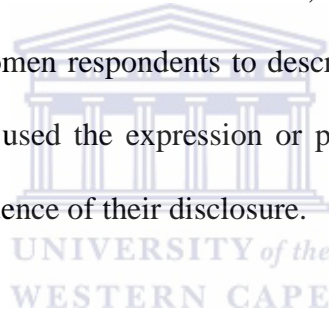 omen respondents to descr
used the expression or p
ence of their disclosure.
UNIVERSITY of the
WESTERN CAPE